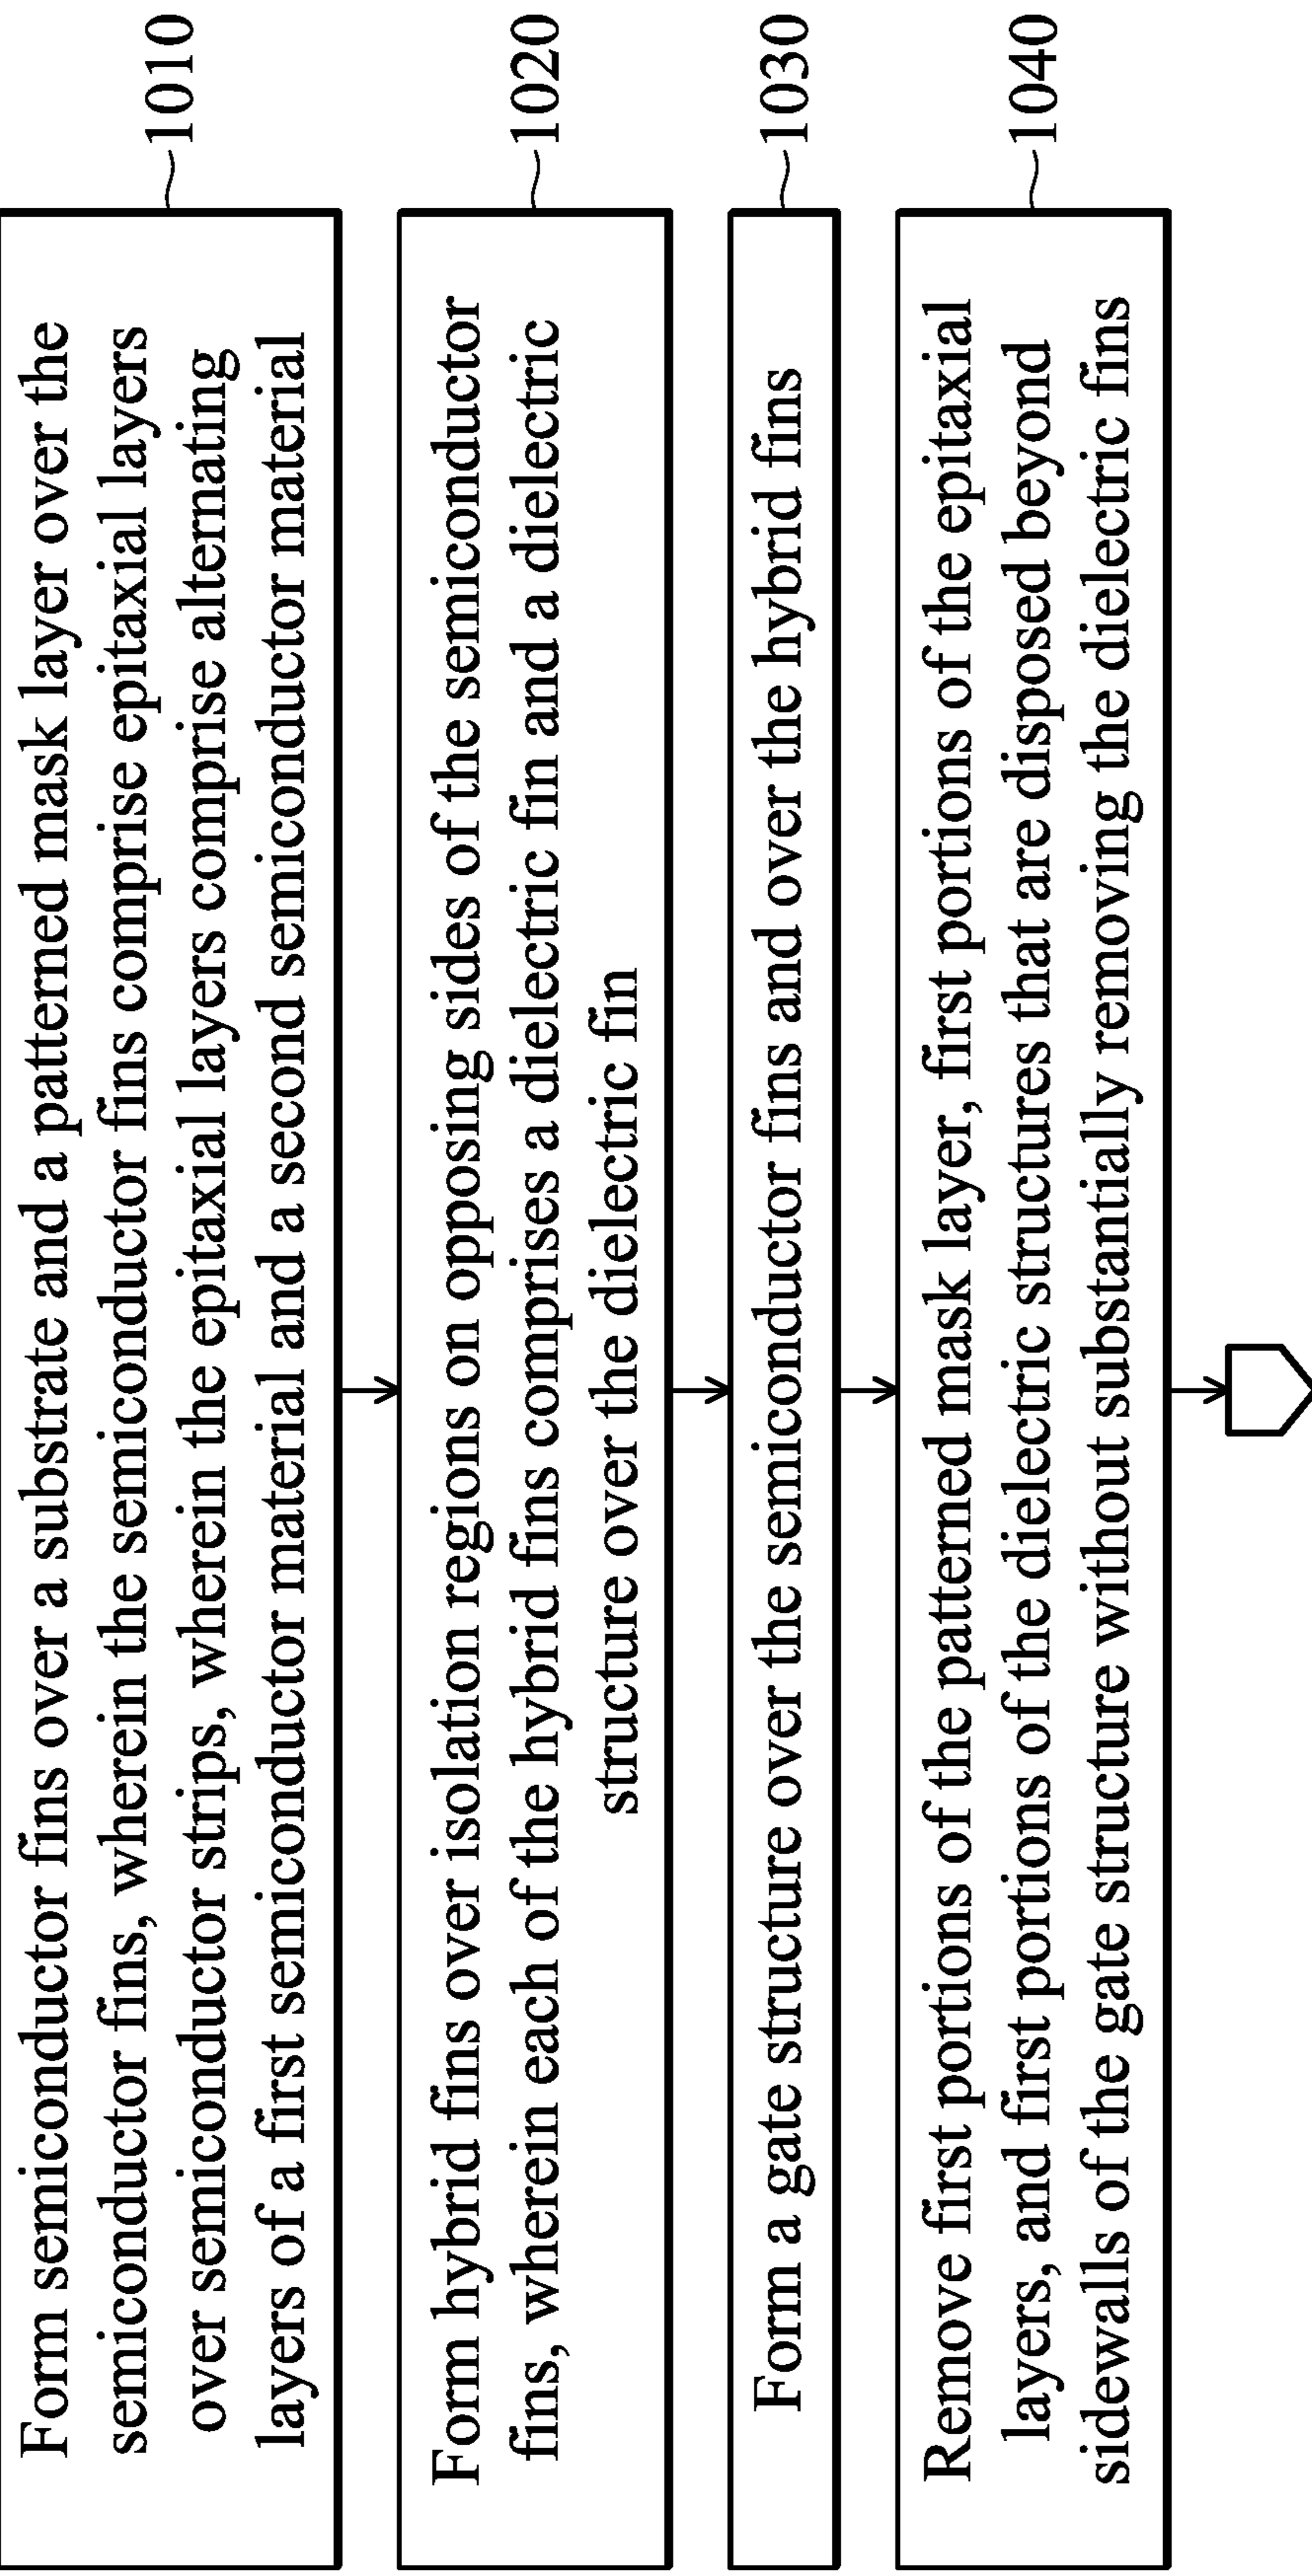 Form semiconductor fins over a substrate and a patterned mask layer over the
semiconductor fins, wherein the semiconductor fins comprise epitaxial layers
over semiconductor strips, wherein the epitaxial layers comprise alternating
layers of a first semiconductor material and a second semiconductor material
1010
Form hybrid fins over isolation regions on opposing sides of the semiconductor
fins, wherein each of the hybrid fins comprises a dielectric fin and a dielectric
structure over the dielectric fin
1020
Form a gate structure over the semiconductor fins and over the hybrid fins
1030
Remove first portions of the patterned mask layer, first portions of the epitaxial
layers, and first portions of the dielectric structures that are disposed beyond
sidewalls of the gate structure without substantially removing the dielectric fins
1040